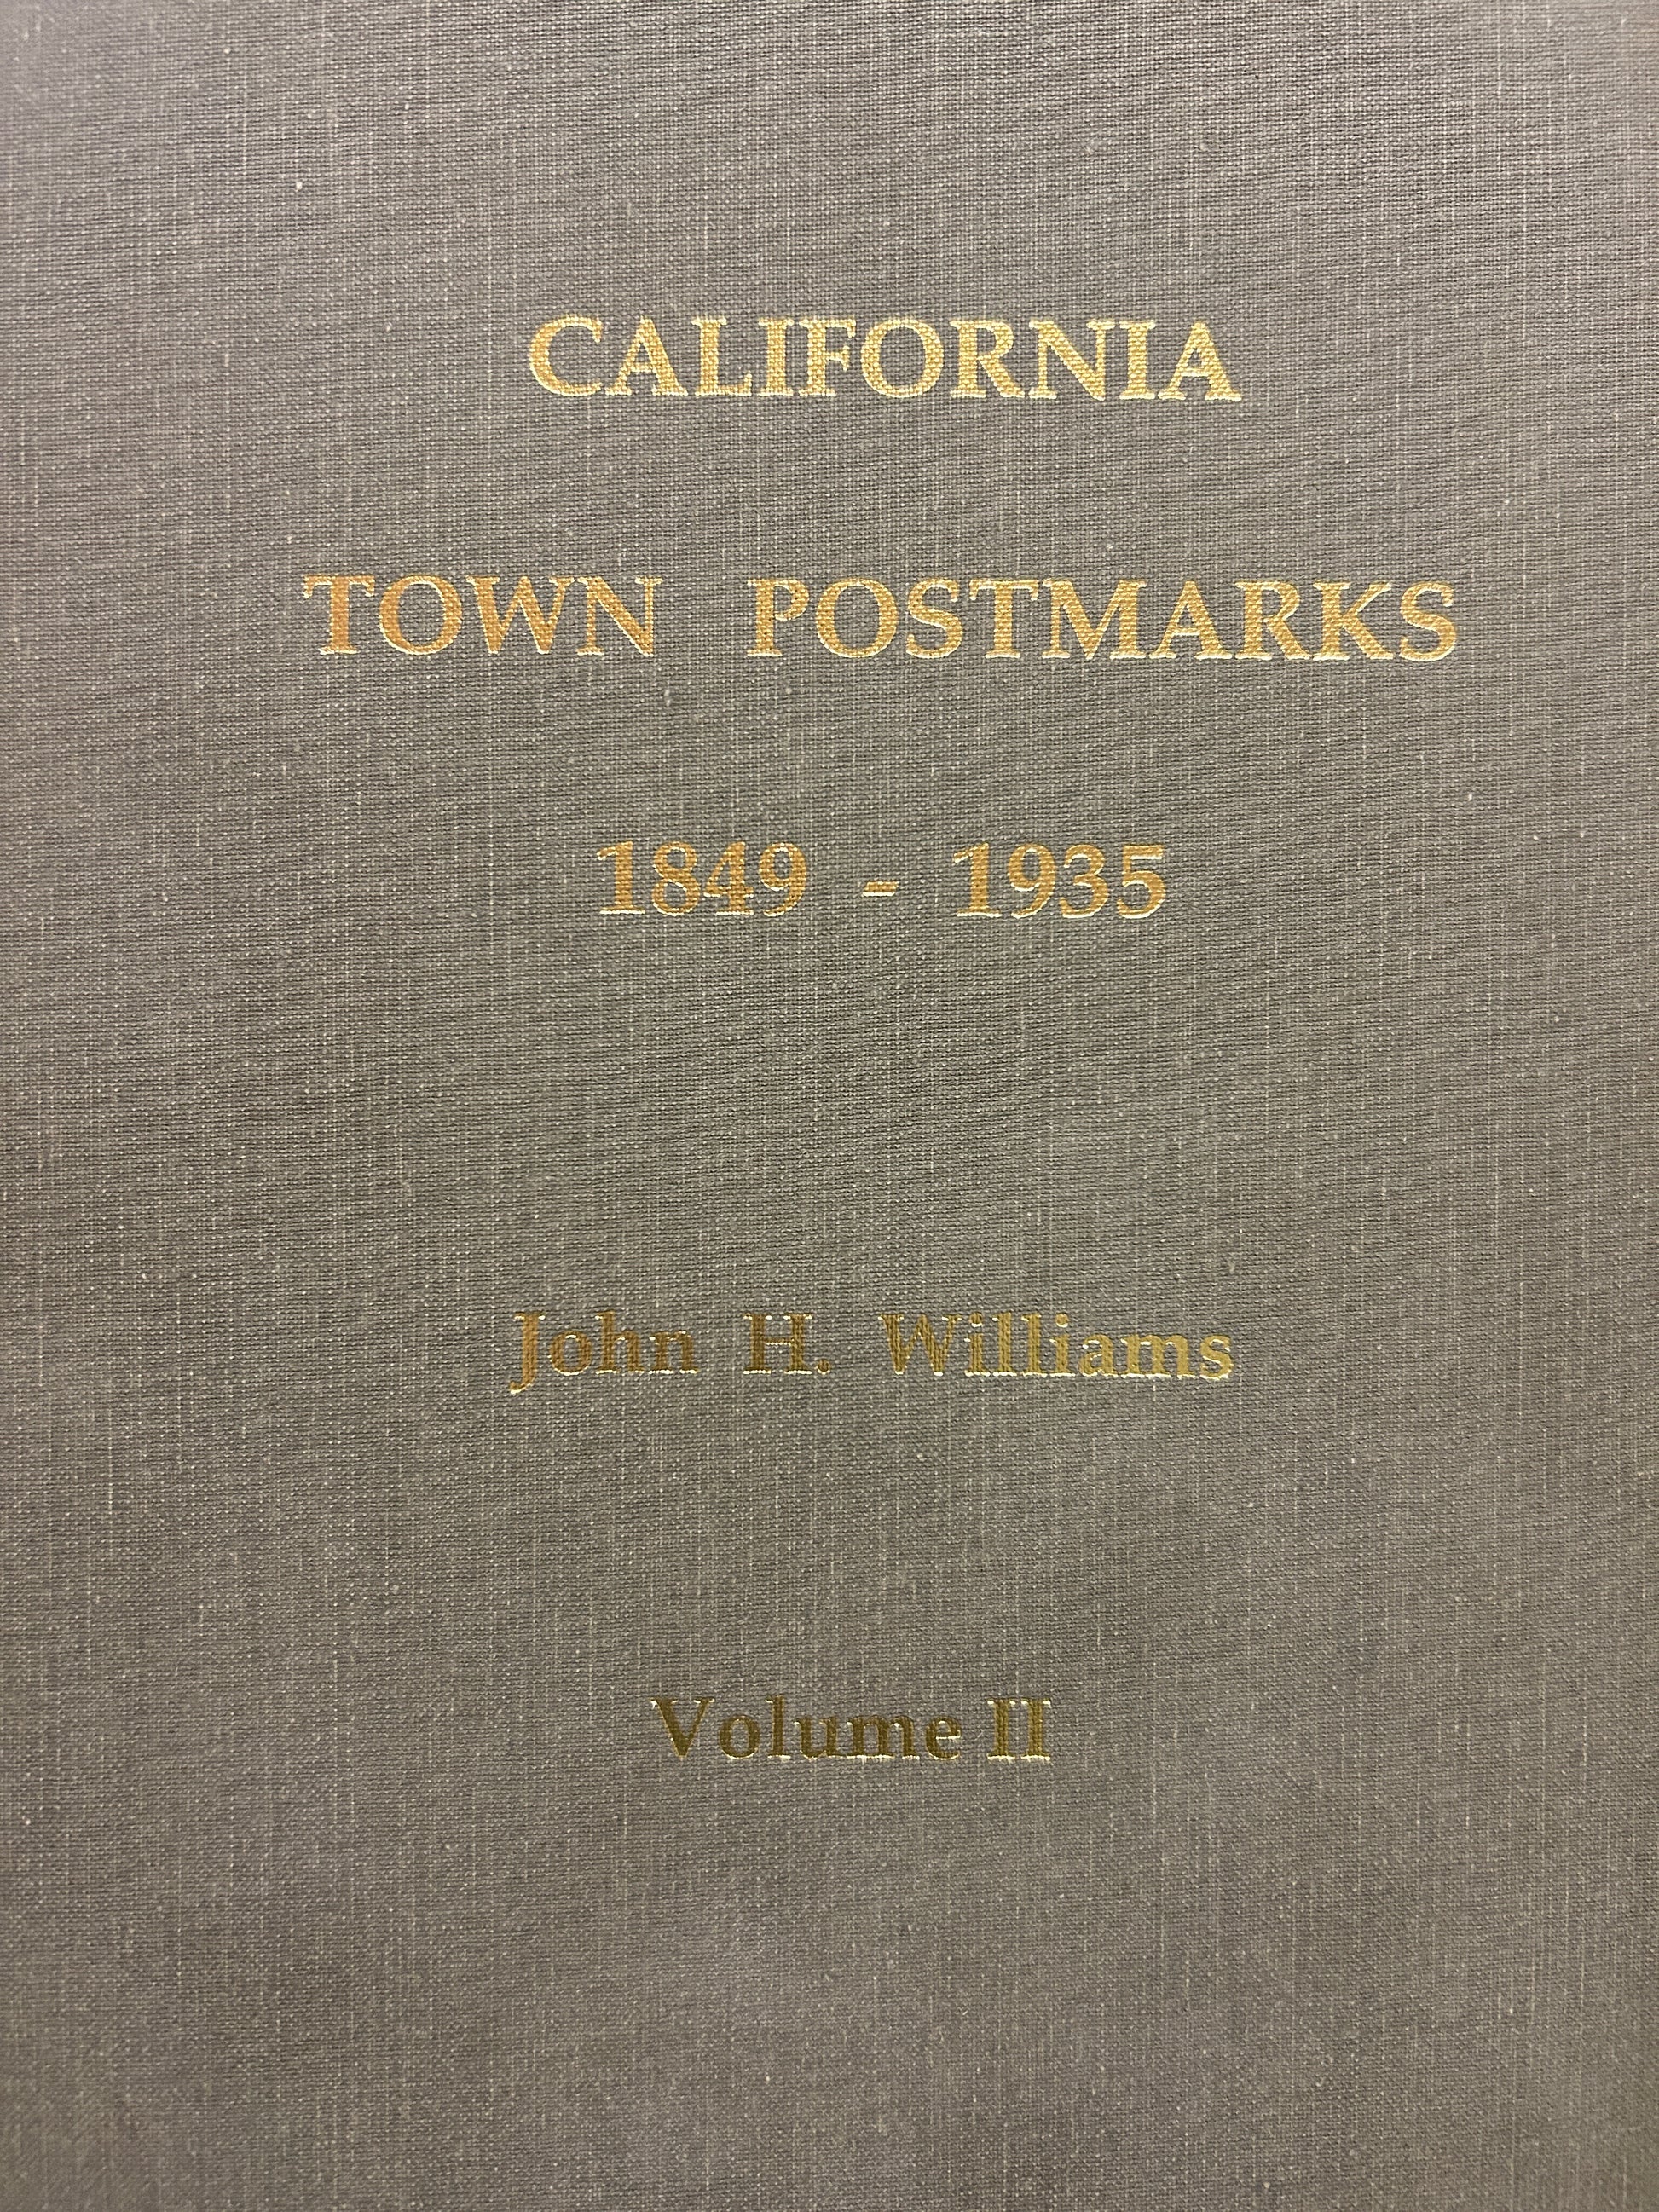 CALIFORNIA
TOWN POSTMARKS
1849 - 1935
John H. Williams
Volume II